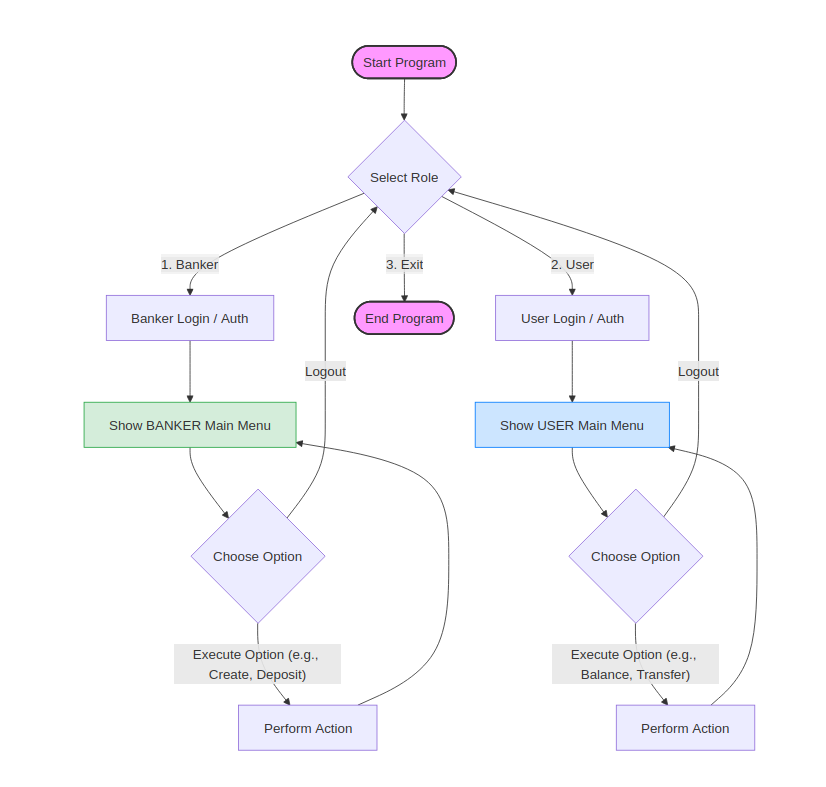 Start Program
Select Role
1. Banker
3. Exit
2. User
Banker Login / Auth
End Program
User Login / Auth
Logout
Logout
Show BANKER Main Menu
Show USER Main Menu
Choose Option
Choose Option
Execute Option (e.g.,
Create, Deposit)
Execute Option (e.g.,
Balance, Transfer)
Perform Action
Perform Action